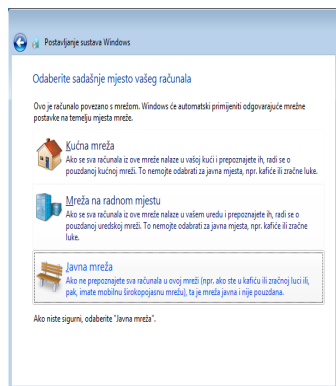 Postavljanje sustava Windows
Odaberite sadašnje mjesto vašeg računala
Ovo je računalo povezano s mrežom. Windows će automatski primijeniti odgovarajuće mrežne
postavke na temelju mjesta mreže.
Kućna mreža
Ako se sva računala iz ove mreže nalaze u vašoj kući i prepoznajete ih, radi se o
pouzdanoj kućnoj mreži. To nemojte odabrati za javna mjesta, npr. kafiće ili zračne luke.
Mreža na radnom mjestu
Ako se sva računala iz ove mreže nalaze u vašem uredu i prepoznajete ih, radi se o
pouzdanoj uredskoj mreži. To nemojte odabrati za javna mjesta, npr. kafiće ili zračne
luke.
Javna mreža
Ako ne prepoznajete sva računala u ovoj mreži (npr. ako ste u kafiću ili zračnoj luci ili,
pak, imate mobilnu širokopojasnu mrežu), ta je mreža javna i nije pouzdana.
Ako niste sigurni, odaberite "Javna mreža".